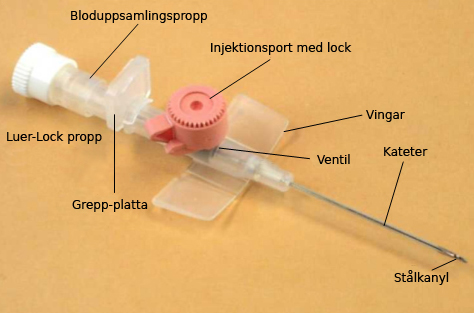 Bloduppsamlingspropp
Injektionsport med lock
Vingar
Luer-Lock propp
Kateter
Ventil
Grepp-platta
Stålkanyl